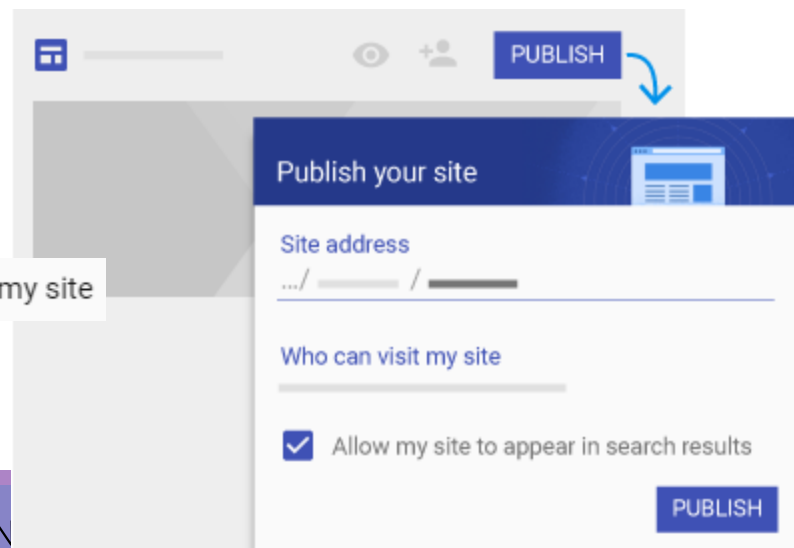 PUBLISH
Publish your site
Site address
.../ /
my site
Who can visit my site
Allow my site to appear in search results
PUBLISH